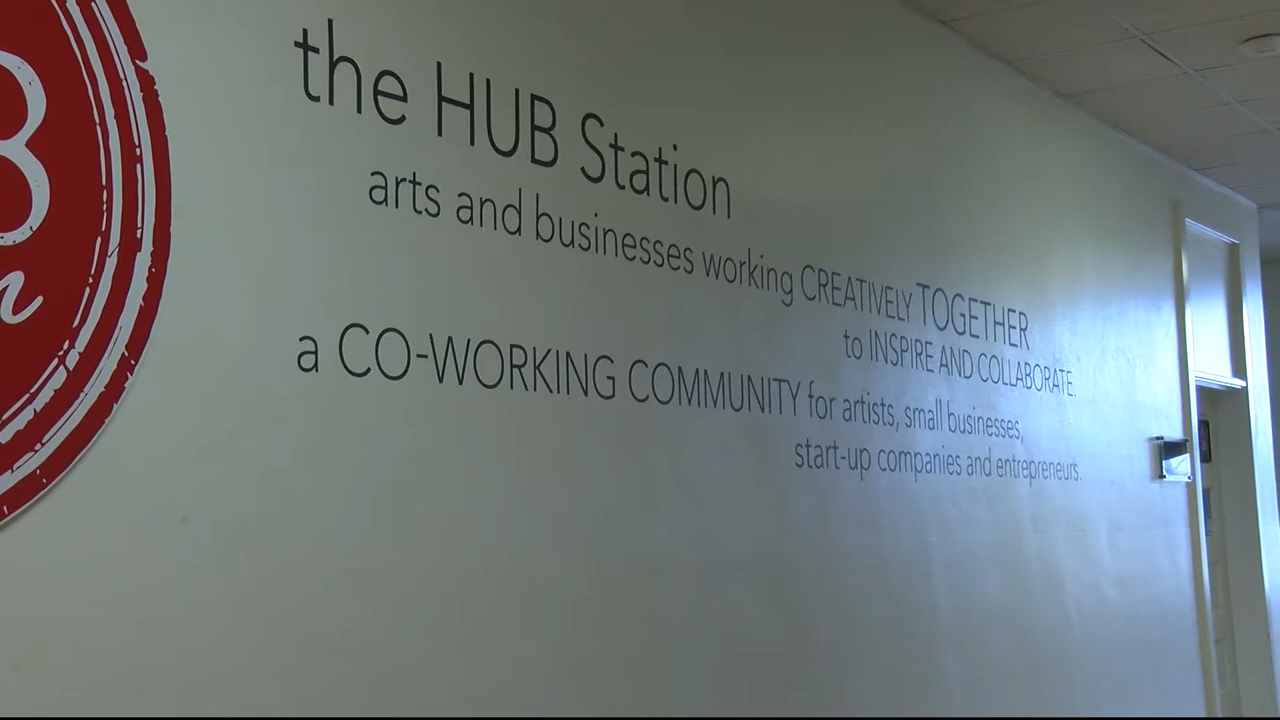 B
n
the HUB Station
arts and businesses working CREATIVELY TOGETHER
to INSPIRE AND COLLABORATE.
a CO-WORKING COMMUNITY for artists, small businesses,
start-up companies and entrepreneurs.